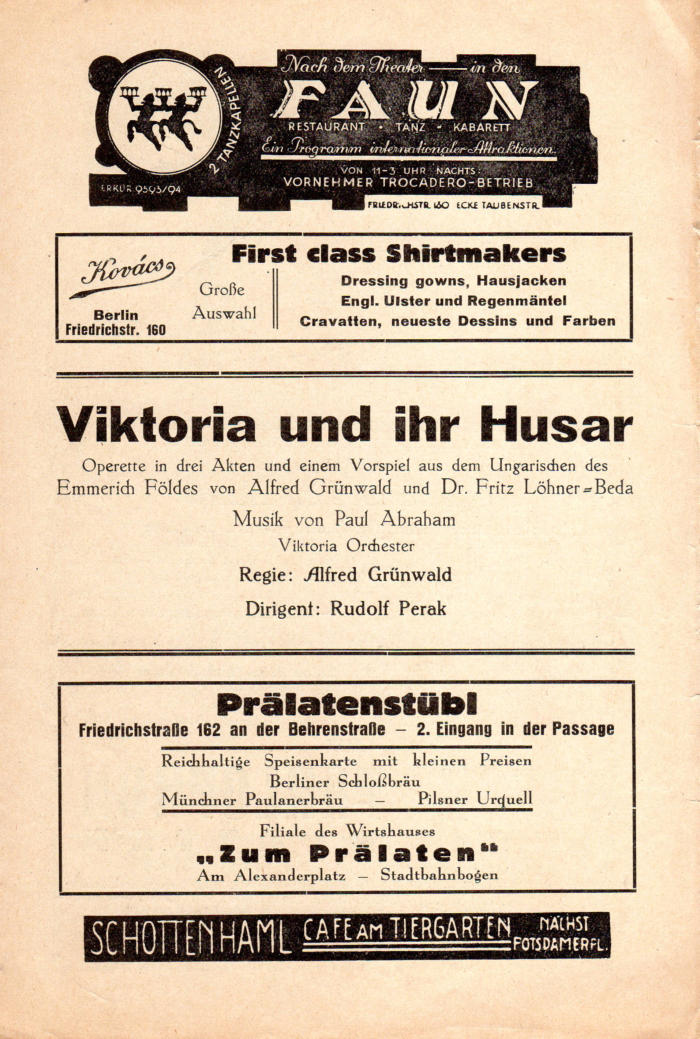 Nach dem Theater — in den
FAUN
2 TANZKAPELLEN
RESTAURANT · TANZ · KABARETT
Ein Programm internationaler Attraktionen.
VON 11–3 UHR NACHTS:
VORNEHMER TROCADERO-BETRIEB
MERKUR 9593/94
FRIEDRICHSTR. 180 ECKE TAUBENSTR.
Kovács
Berlin
Friedrichstr. 160
Große
Auswahl
First class Shirtmakers
Dressing gowns, Hausjacken
Engl. Ulster und Regenmäntel
Cravatten, neueste Dessins und Farben
Viktoria und ihr Husar
Operette in drei Akten und einem Vorspiel aus dem Ungarischen des
Emmerich Földes von Alfred Grünwald und Dr. Fritz Löhner=Beda
Musik von Paul Abraham
Viktoria Orchester
Regie: Alfred Grünwald
Dirigent: Rudolf Perak
Prälatenstübl
Friedrichstraße 162 an der Behrenstraße – 2. Eingang in der Passage
Reichhaltige Speisenkarte mit kleinen Preisen
Berliner Schloßbräu
Münchner Paulanerbräu – Pilsner Urquell
Filiale des Wirtshauses
„Zum Prälaten“
Am Alexanderplatz – Stadtbahnbogen
SCHOTTENHAML CAFE AM TIERGARTEN NÄCHST POTSDAMERPL.